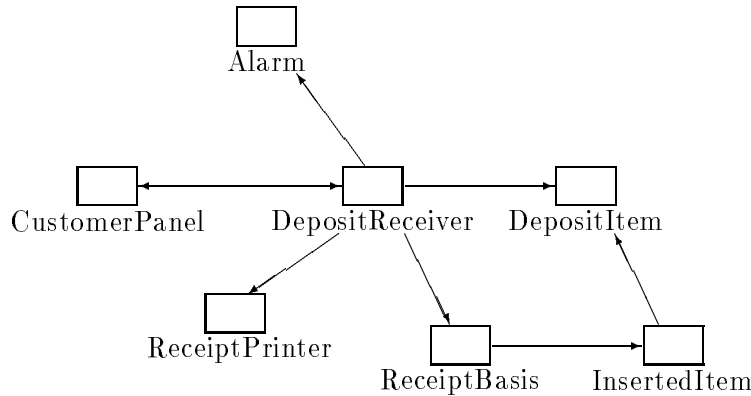 Alarm
CustomerPanel
DepositReceiver
DepositItem
ReceiptPrinter
ReceiptBasis
InsertedItem